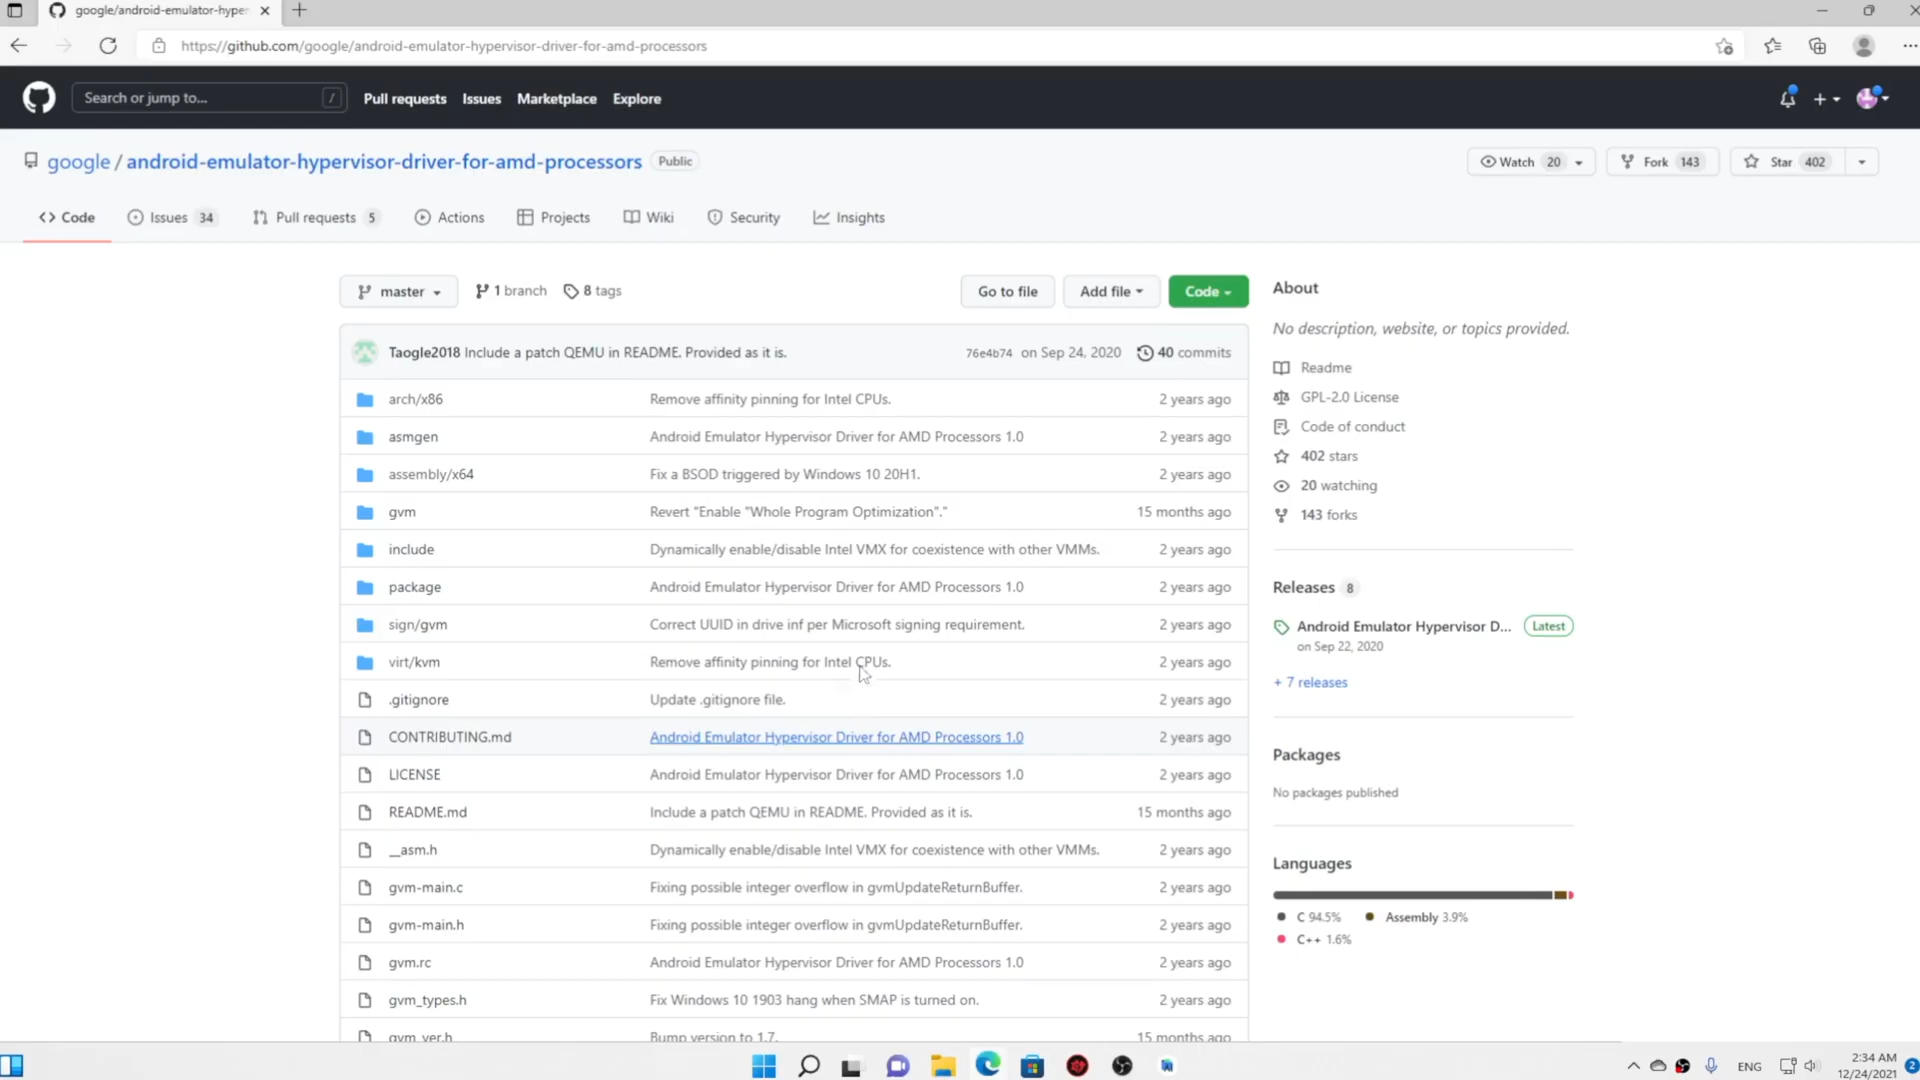 google/android-emulator-hype
https://github.com/google/android-emulator-hypervisor-driver-for-amd-processors
Search or jump to... /
Pull requests Issues Marketplace Explore
google / android-emulator-hypervisor-driver-for-amd-processors Public
Watch 20 Fork 143 Star 402
Code Issues 34 Pull requests 5 Actions Projects Wiki Security Insights
master 1 branch 8 tags Go to file Add file Code
Taogle2018 Include a patch QEMU in README. Provided as it is. 76e4b74 on Sep 24, 2020 40 commits
arch/x86 Remove affinity pinning for Intel CPUs. 2 years ago
asmgen Android Emulator Hypervisor Driver for AMD Processors 1.0 2 years ago
assembly/x64 Fix a BSOD triggered by Windows 10 20H1. 2 years ago
gvm Revert "Enable "Whole Program Optimization"." 15 months ago
include Dynamically enable/disable Intel VMX for coexistence with other VMMs. 2 years ago
package Android Emulator Hypervisor Driver for AMD Processors 1.0 2 years ago
sign/gvm Correct UUID in drive inf per Microsoft signing requirement. 2 years ago
virt/kvm Remove affinity pinning for Intel CPUs. 2 years ago
.gitignore Update .gitignore file. 2 years ago
CONTRIBUTING.md Android Emulator Hypervisor Driver for AMD Processors 1.0 2 years ago
LICENSE Android Emulator Hypervisor Driver for AMD Processors 1.0 2 years ago
README.md Include a patch QEMU in README. Provided as it is. 15 months ago
__asm.h Dynamically enable/disable Intel VMX for coexistence with other VMMs. 2 years ago
gvm-main.c Fixing possible integer overflow in gvmUpdateReturnBuffer. 2 years ago
gvm-main.h Fixing possible integer overflow in gvmUpdateReturnBuffer. 2 years ago
gvm.rc Android Emulator Hypervisor Driver for AMD Processors 1.0 2 years ago
gvm_types.h Fix Windows 10 1903 hang when SMAP is turned on. 2 years ago
gvm_ver.h Bump version to 1.7. 15 months ago
About
No description, website, or topics provided.
Readme
GPL-2.0 License
Code of conduct
402 stars
20 watching
143 forks
Releases 8
Android Emulator Hypervisor D... Latest
on Sep 22, 2020
+ 7 releases
Packages
No packages published
Languages
C 94.5% Assembly 3.9%
C++ 1.6%
ENG
2:34 AM
12/24/2021
2